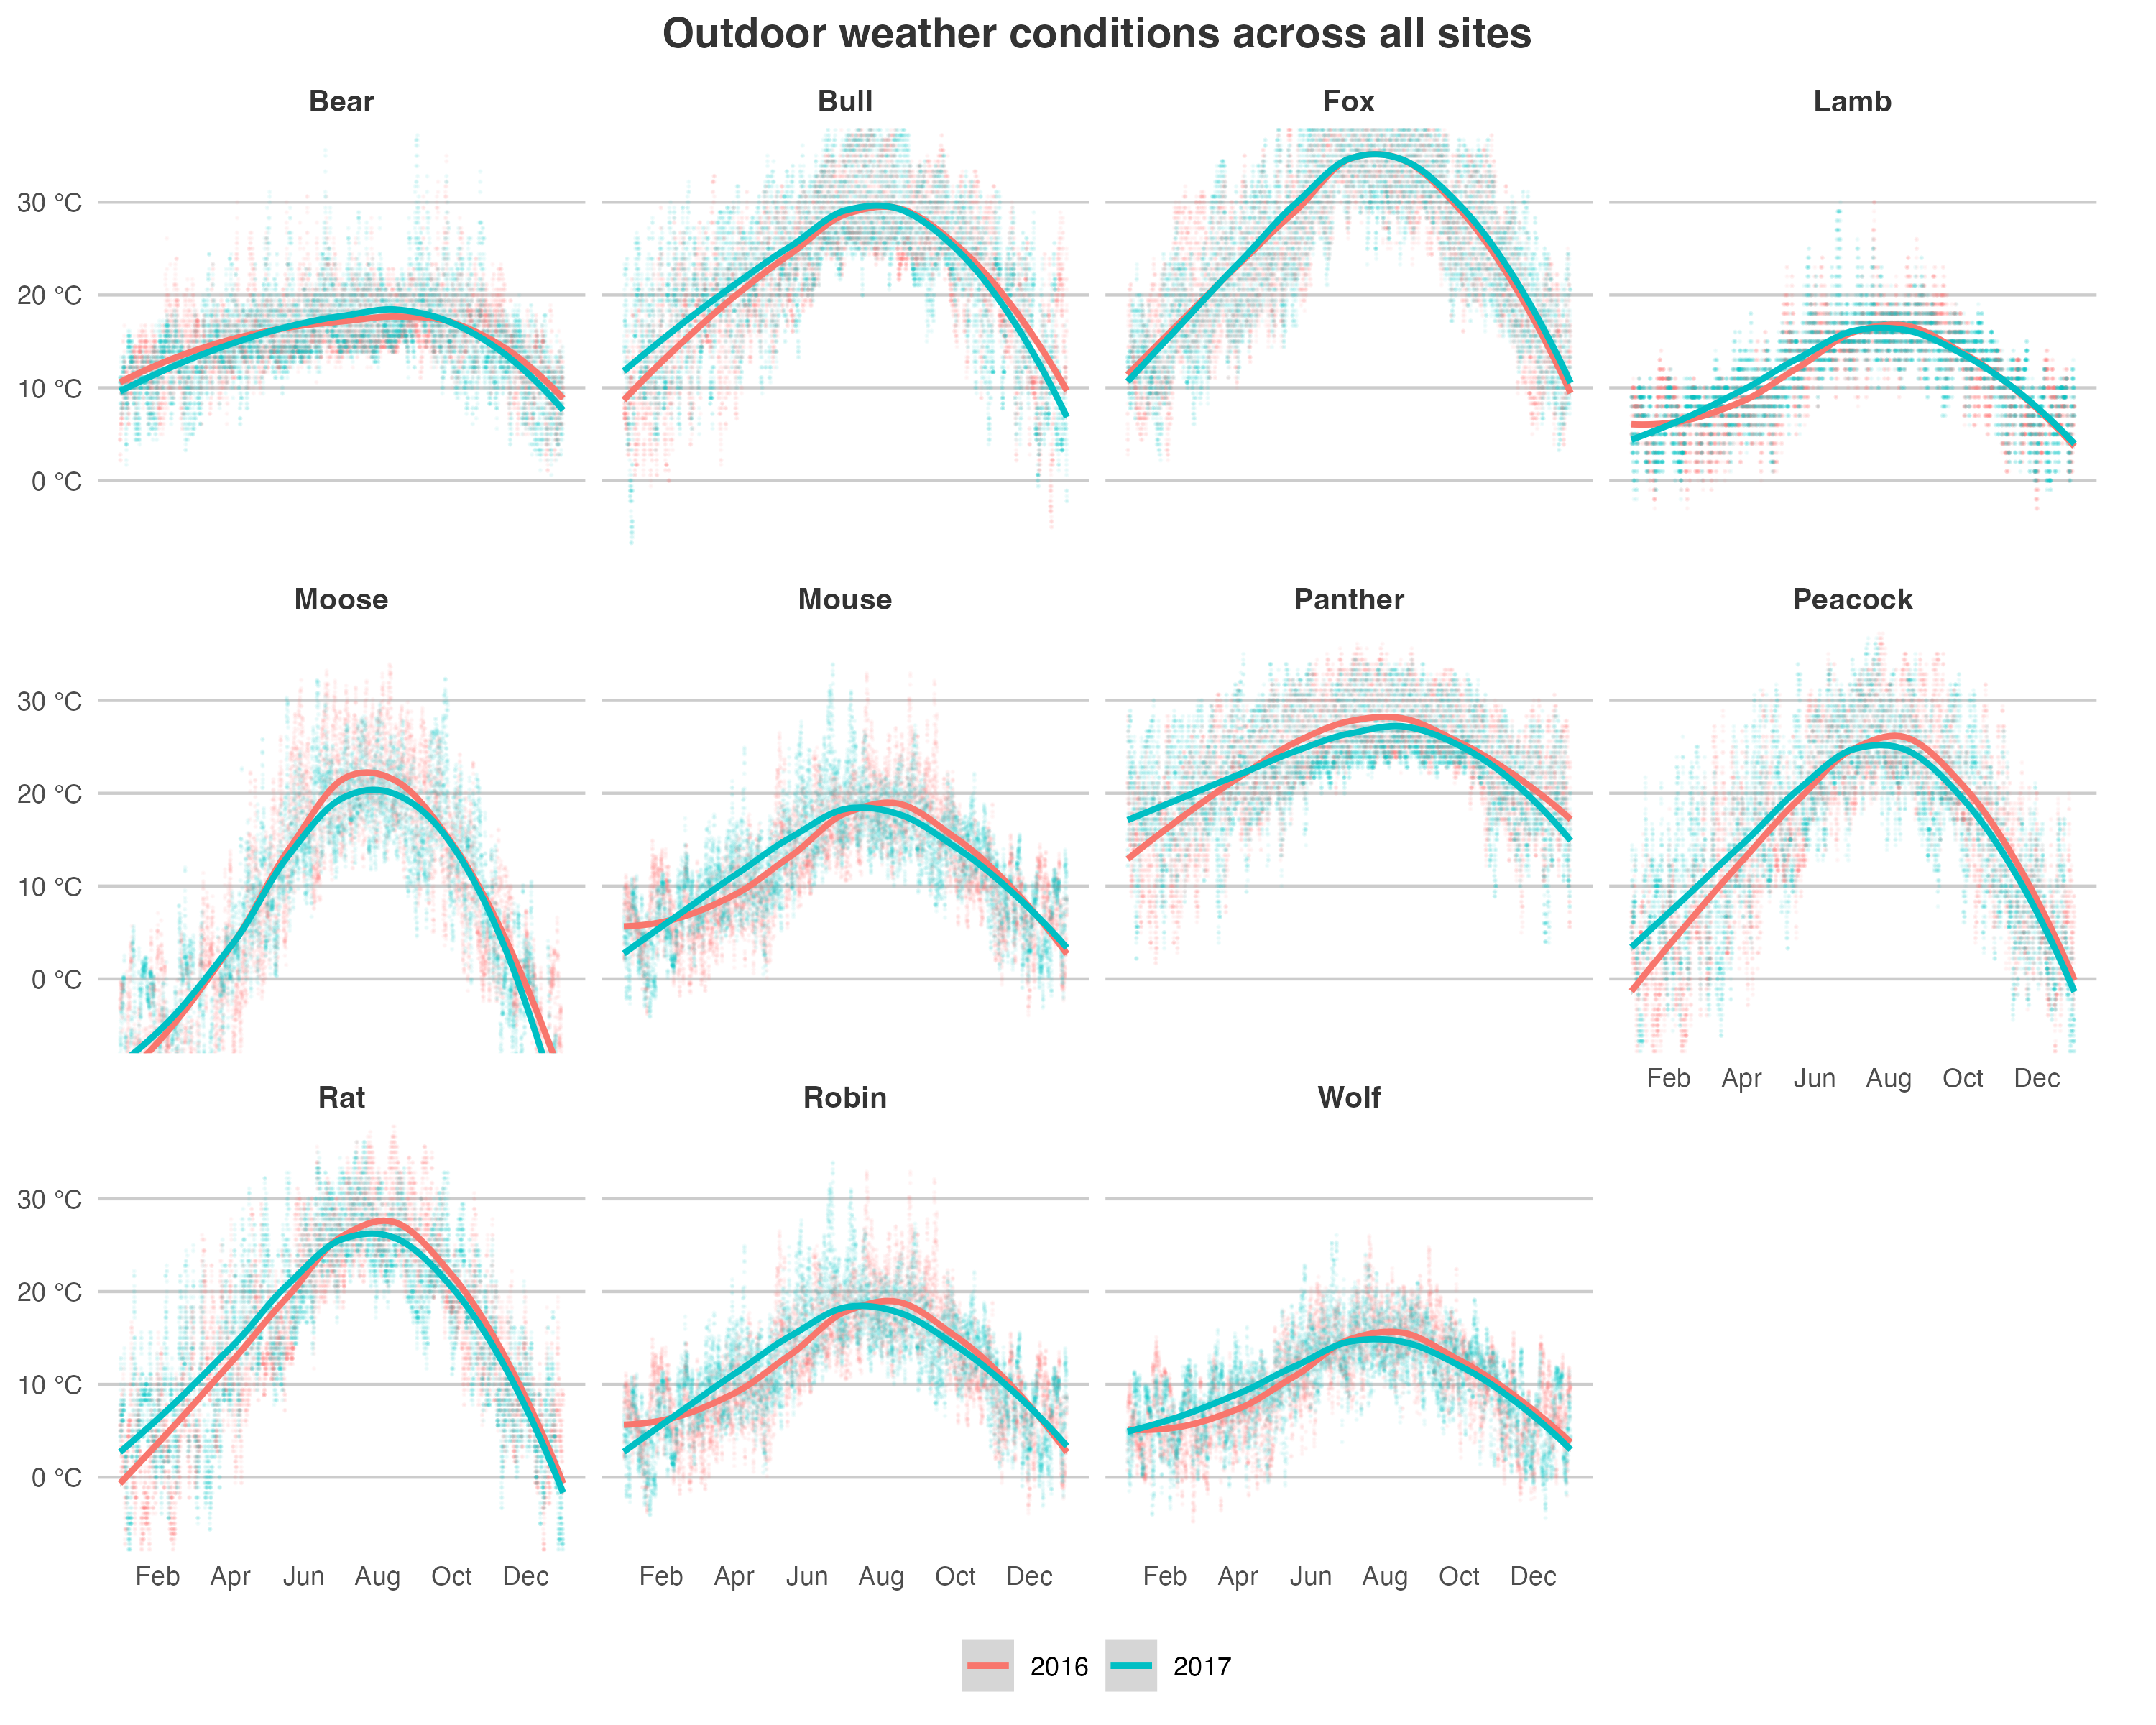 Outdoor weather conditions across all sites
Bear Bull Fox Lamb
30 °C
20 °C
10 °C
0 °C
Moose Mouse Panther Peacock
30 °C
20 °C
10 °C
0 °C
Feb Apr Jun Aug Oct Dec
Rat Robin Wolf
30 °C
20 °C
10 °C
0 °C
Feb Apr Jun Aug Oct Dec Feb Apr Jun Aug Oct Dec Feb Apr Jun Aug Oct Dec
2016 2017